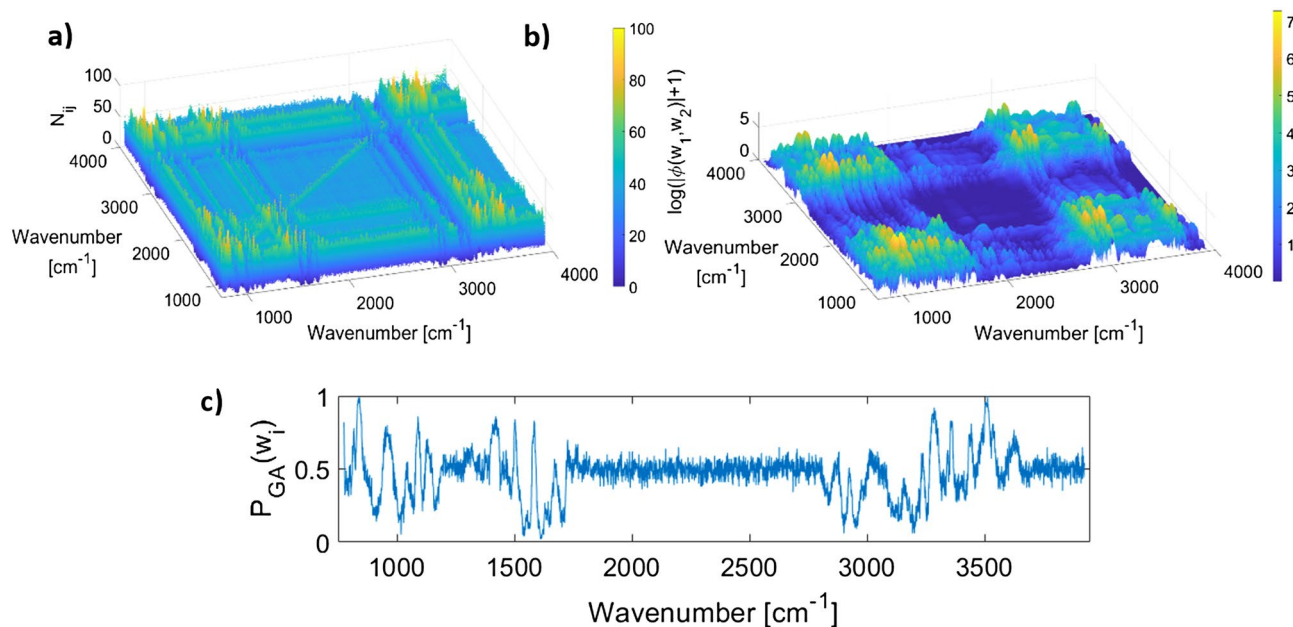 a)
N_ij
100
50
0
4000
3000
2000
1000
Wavenumber
[cm^-1]
1000
2000
3000
4000
Wavenumber [cm^-1]
100
80
60
40
20
0
b)
log(|ϕ(w_1,w_2)|+1)
5
0
4000
3000
2000
1000
Wavenumber
[cm^-1]
1000
2000
3000
4000
Wavenumber [cm^-1]
7
6
5
4
3
2
1
c)
P_GA(w_i)
1
0.5
0
1000 1500 2000 2500 3000 3500
Wavenumber [cm^-1]